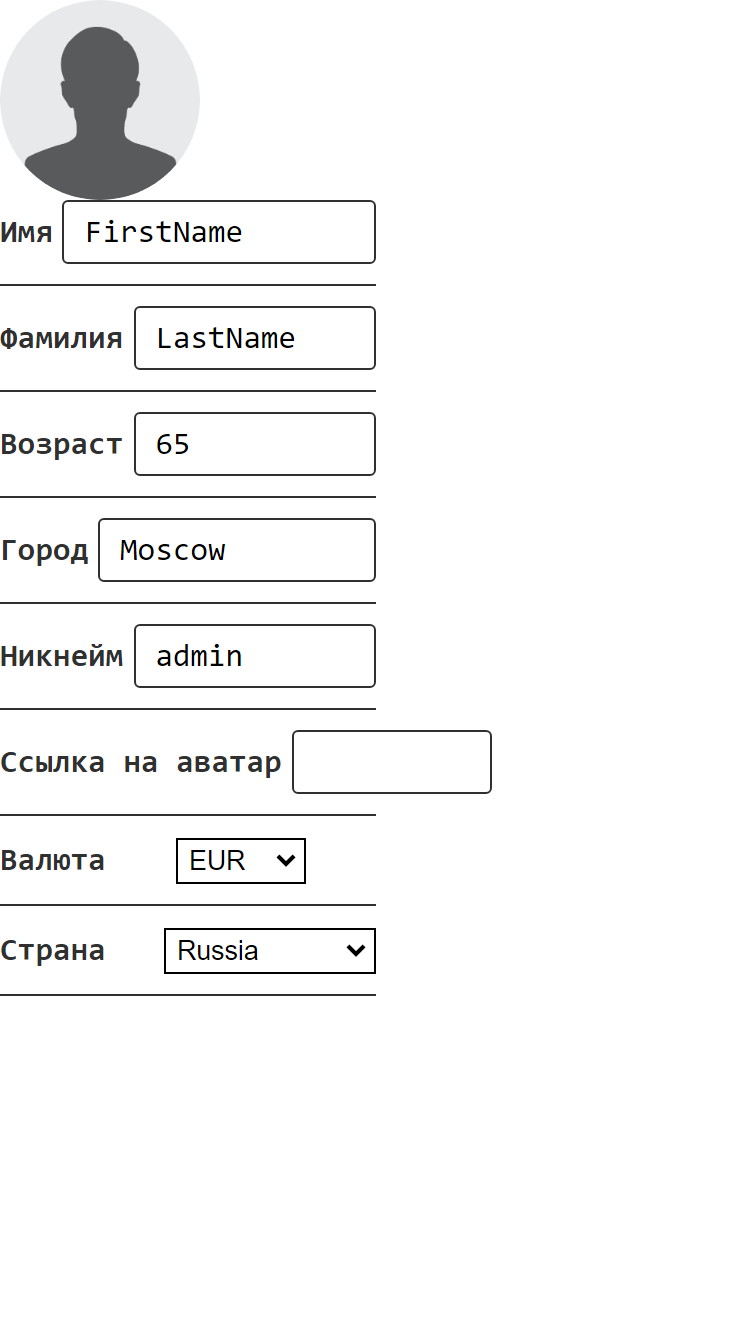 Имя FirstName
Фамилия LastName
Возраст 65
Город Moscow
Никнейм admin
Ссылка на аватар
Валюта EUR
Страна Russia